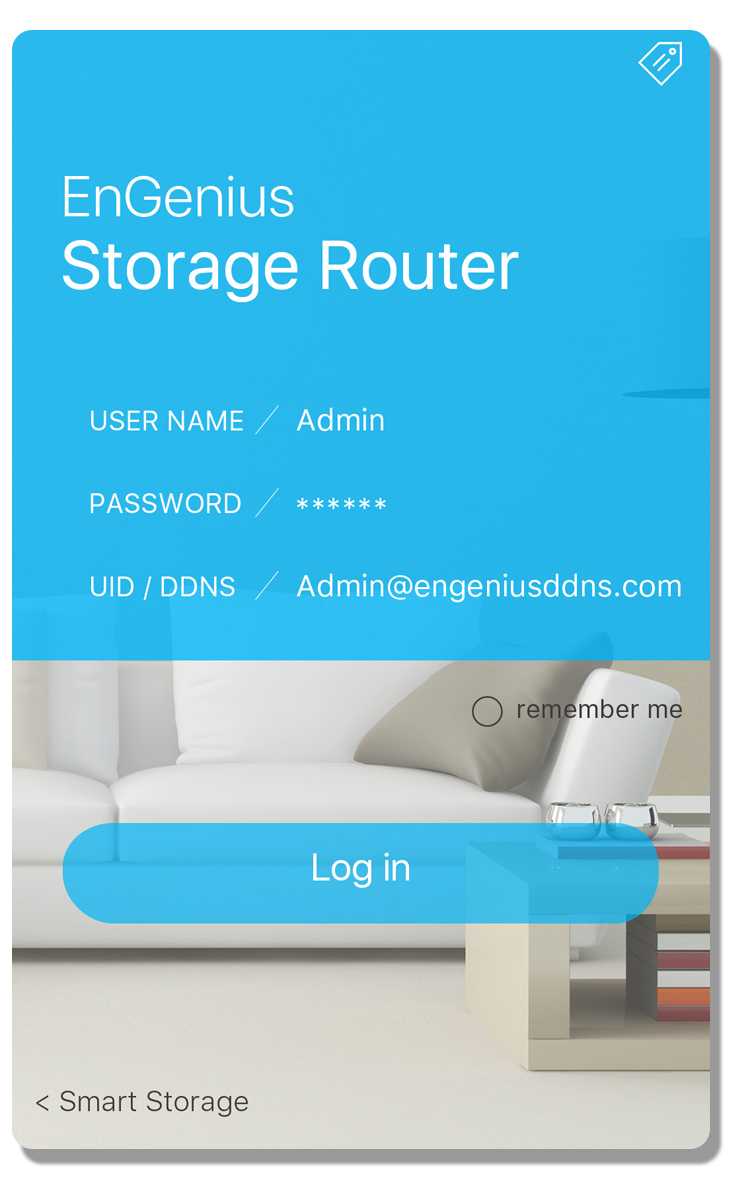 EnGenius
Storage Router
USER NAME / Admin
PASSWORD / ******
UID / DDNS / Admin@engeniusddns.com
remember me
Log in
< Smart Storage